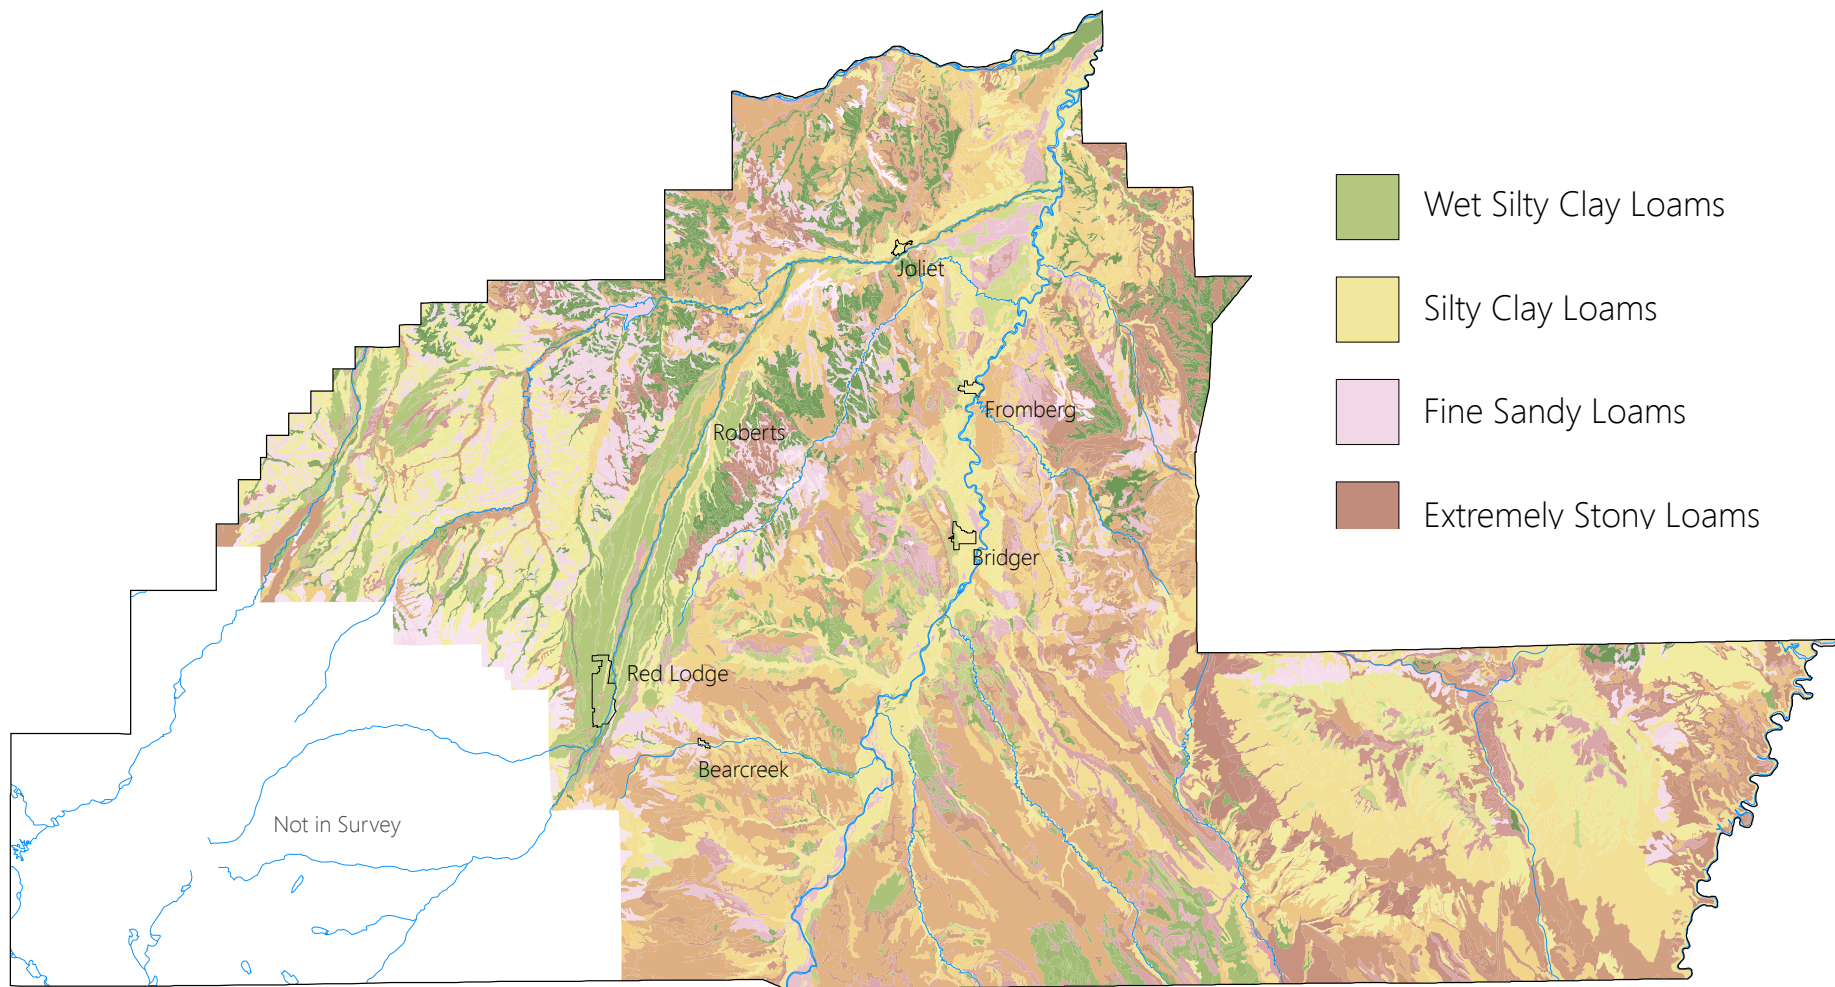 Wet Silty Clay Loams
Silty Clay Loams
Joliet
Fine Sandy Loams
Fromberg
Roberts
Extremely Stony Loams
Bridger
Red Lodge
Bearcreek
Not in Survey